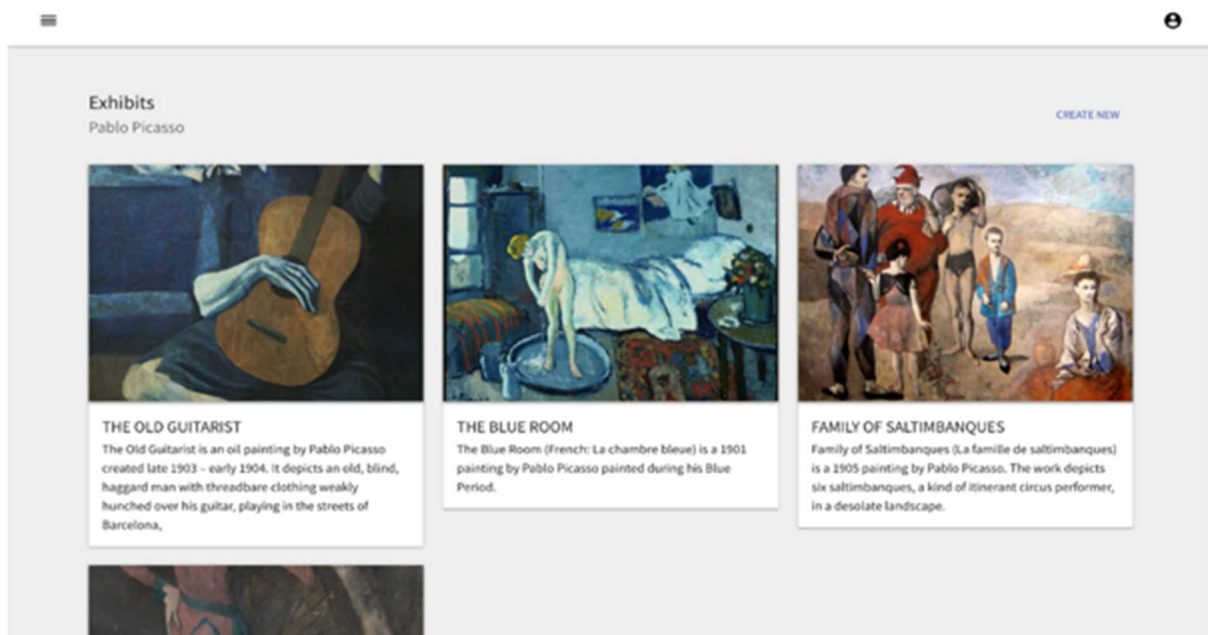 Exhibits
Pablo Picasso
CREATE NEW
THE OLD GUITARIST
The Old Guitarist is an oil painting by Pablo Picasso
created late 1903 – early 1904. It depicts an old, blind,
haggard man with threadbare clothing weakly
hunched over his guitar, playing in the streets of
Barcelona,
THE BLUE ROOM
The Blue Room (French: La chambre bleue) is a 1901
painting by Pablo Picasso painted during his Blue
Period.
FAMILY OF SALTIMBANQUES
Family of Saltimbanques (La famille de saltimbanques)
is a 1905 painting by Pablo Picasso. The work depicts
six saltimbanques, a kind of itinerant circus performer,
in a desolate landscape.